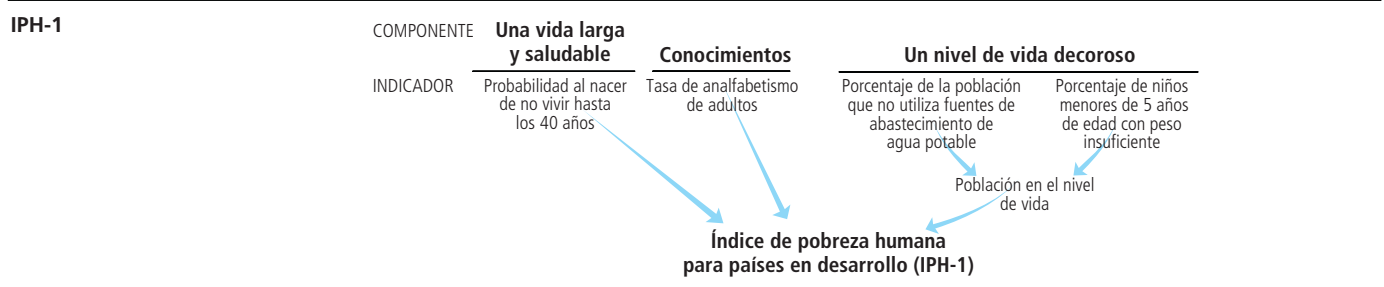 IPH-1
COMPONENTE
Una vida larga
y saludable
Conocimientos
Un nivel de vida decoroso
INDICADOR
Probabilidad al nacer
de no vivir hasta
los 40 años
Tasa de analfabetismo
de adultos
Porcentaje de la población
que no utiliza fuentes de
abastecimiento de
agua potable
Porcentaje de niños
menores de 5 años
de edad con peso
insuficiente
Población en el nivel
de vida
Índice de pobreza humana
para países en desarrollo (IPH-1)